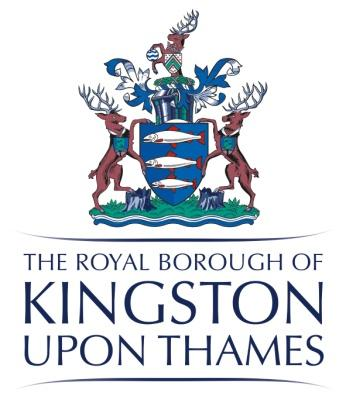 THE ROYAL BOROUGH OF
KINGSTON
UPON THAMES